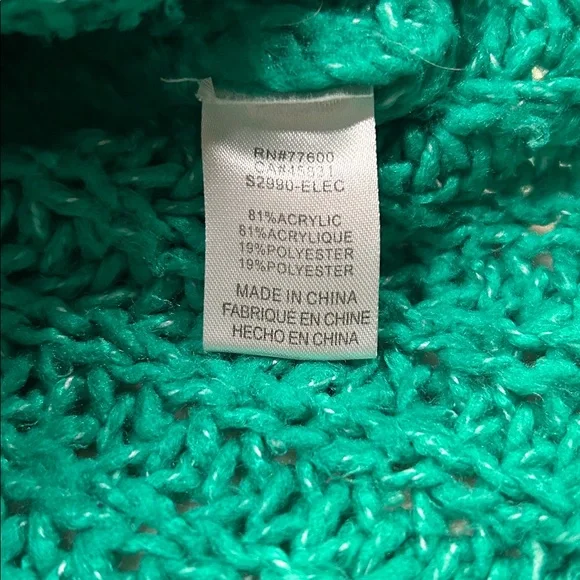 RN#77600
CA#45831
S2990-ELEC
81%ACRYLIC
81%ACRYLIQUE
19%POLYESTER
19%POLYESTER
MADE IN CHINA
FABRIQUE EN CHINE
HECHO EN CHINA